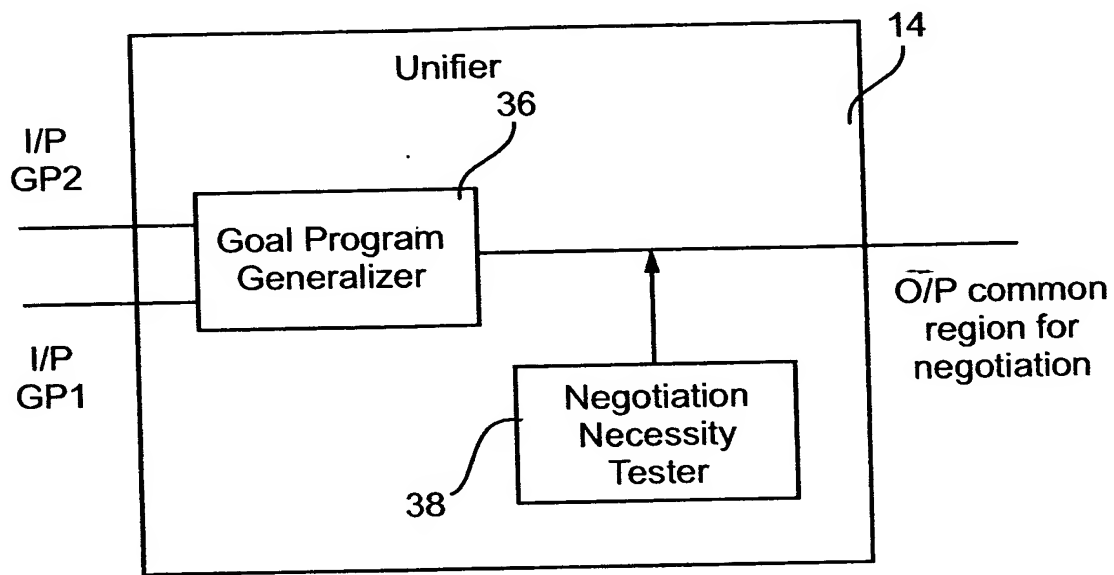 14
Unifier
36
I/P
GP2
Goal Program
Generalizer
I/P
GP1
O/P common
region for
negotiation
Negotiation
Necessity
Tester
38